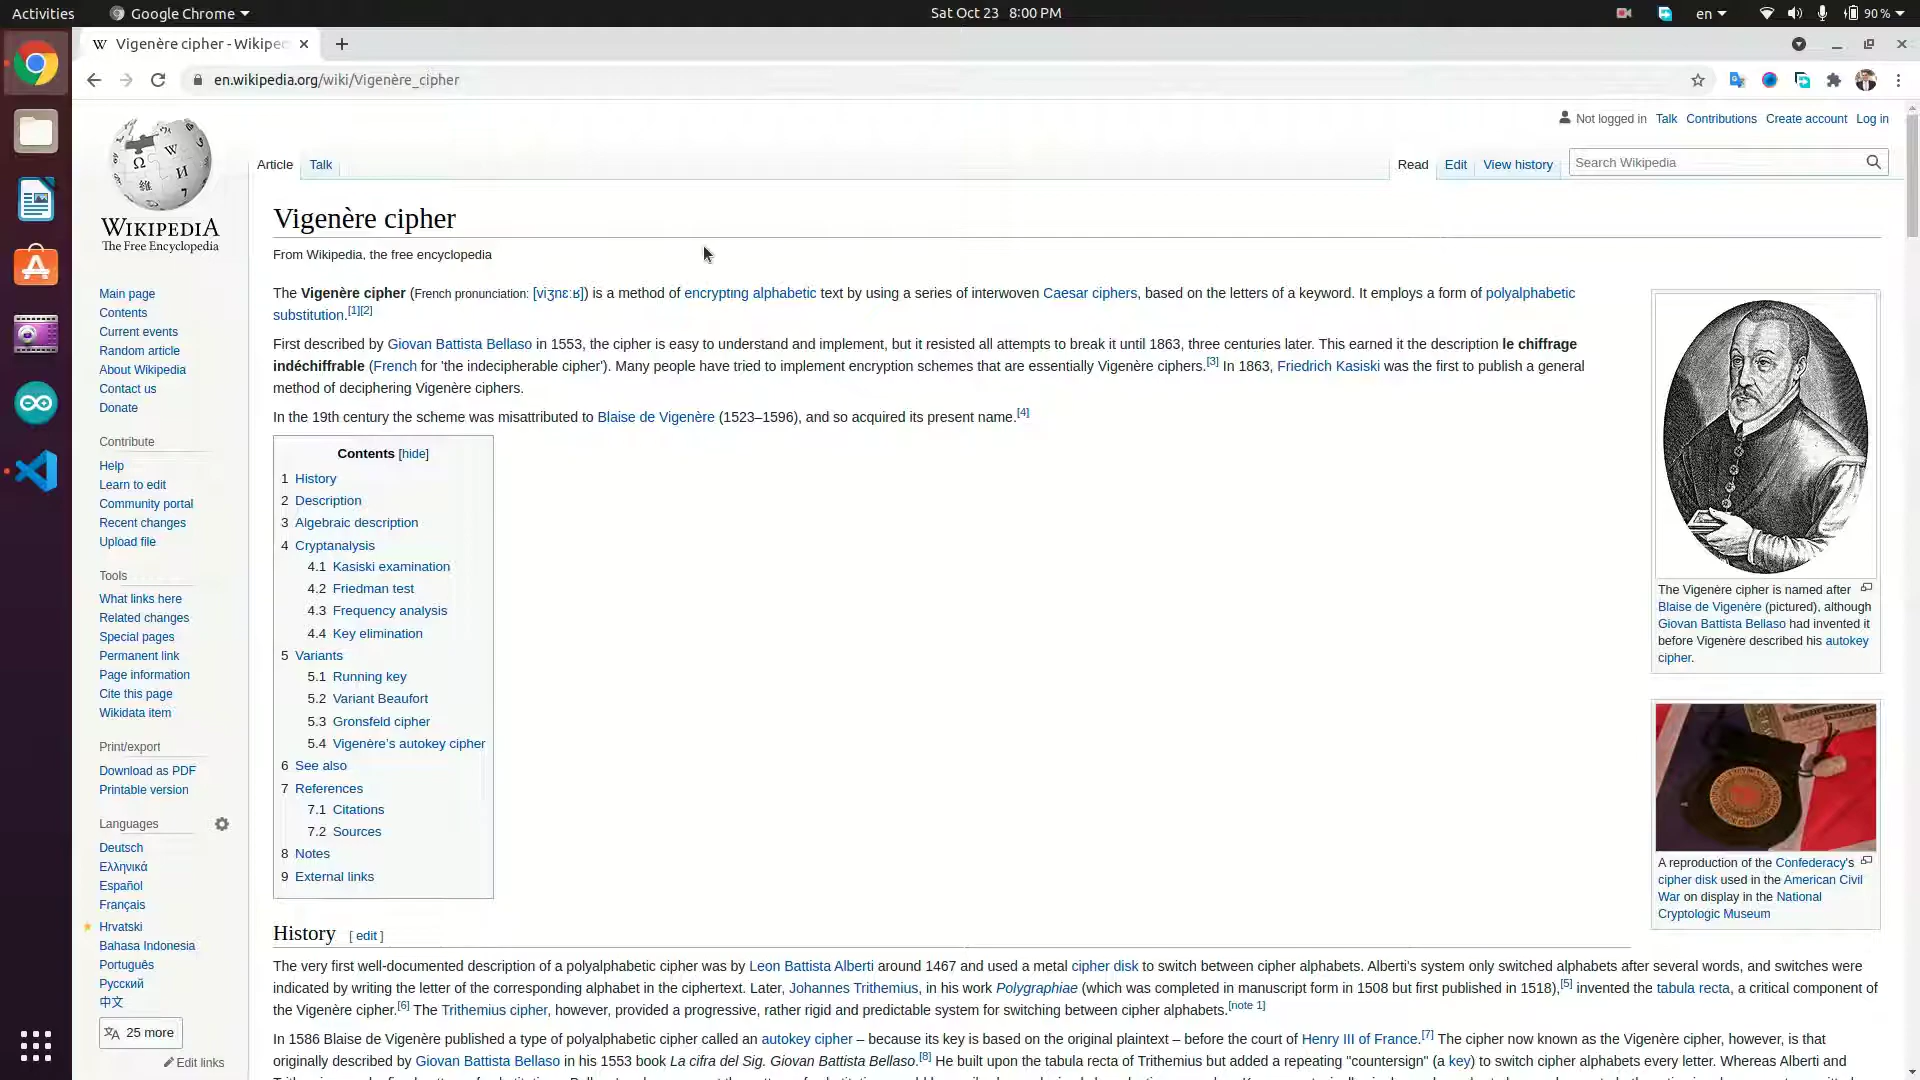 Activities
Google Chrome
Sat Oct 23 8:00 PM
en
90 %
Vigenère cipher - Wikiped
en.wikipedia.org/wiki/Vigenère_cipher
Not logged in Talk Contributions Create account Log in
Article Talk
Read Edit View history
Search Wikipedia
WIKIPEDIA
The Free Encyclopedia
Main page
Contents
Current events
Random article
About Wikipedia
Contact us
Donate
Contribute
Help
Learn to edit
Community portal
Recent changes
Upload file
Tools
What links here
Related changes
Special pages
Permanent link
Page information
Cite this page
Wikidata item
Print/export
Download as PDF
Printable version
Languages
Deutsch
Ελληνικά
Español
Français
Hrvatski
Bahasa Indonesia
Português
Русский
中文
25 more
Edit links
Vigenère cipher
From Wikipedia, the free encyclopedia
The Vigenère cipher (French pronunciation: [viʒnɛːʁ]) is a method of encrypting alphabetic text by using a series of interwoven Caesar ciphers, based on the letters of a keyword. It employs a form of polyalphabetic
substitution.[1][2]
First described by Giovan Battista Bellaso in 1553, the cipher is easy to understand and implement, but it resisted all attempts to break it until 1863, three centuries later. This earned it the description le chiffrage
indéchiffrable (French for 'the indecipherable cipher'). Many people have tried to implement encryption schemes that are essentially Vigenère ciphers.[3] In 1863, Friedrich Kasiski was the first to publish a general
method of deciphering Vigenère ciphers.
In the 19th century the scheme was misattributed to Blaise de Vigenère (1523–1596), and so acquired its present name.[4]
Contents [hide]
1 History
2 Description
3 Algebraic description
4 Cryptanalysis
4.1 Kasiski examination
4.2 Friedman test
4.3 Frequency analysis
4.4 Key elimination
5 Variants
5.1 Running key
5.2 Variant Beaufort
5.3 Gronsfeld cipher
5.4 Vigenère's autokey cipher
6 See also
7 References
7.1 Citations
7.2 Sources
8 Notes
9 External links
The Vigenère cipher is named after
Blaise de Vigenère (pictured), although
Giovan Battista Bellaso had invented it
before Vigenère described his autokey
cipher.
A reproduction of the Confederacy's
cipher disk used in the American Civil
War on display in the National
Cryptologic Museum
History [ edit ]
The very first well-documented description of a polyalphabetic cipher was by Leon Battista Alberti around 1467 and used a metal cipher disk to switch between cipher alphabets. Alberti's system only switched alphabets after several words, and switches were
indicated by writing the letter of the corresponding alphabet in the ciphertext. Later, Johannes Trithemius, in his work Polygraphiae (which was completed in manuscript form in 1508 but first published in 1518),[5] invented the tabula recta, a critical component of
the Vigenère cipher.[6] The Trithemius cipher, however, provided a progressive, rather rigid and predictable system for switching between cipher alphabets.[note 1]
In 1586 Blaise de Vigenère published a type of polyalphabetic cipher called an autokey cipher – because its key is based on the original plaintext – before the court of Henry III of France.[7] The cipher now known as the Vigenère cipher, however, is that
originally described by Giovan Battista Bellaso in his 1553 book La cifra del Sig. Giovan Battista Bellaso.[8] He built upon the tabula recta of Trithemius but added a repeating "countersign" (a key) to switch cipher alphabets every letter. Whereas Alberti and